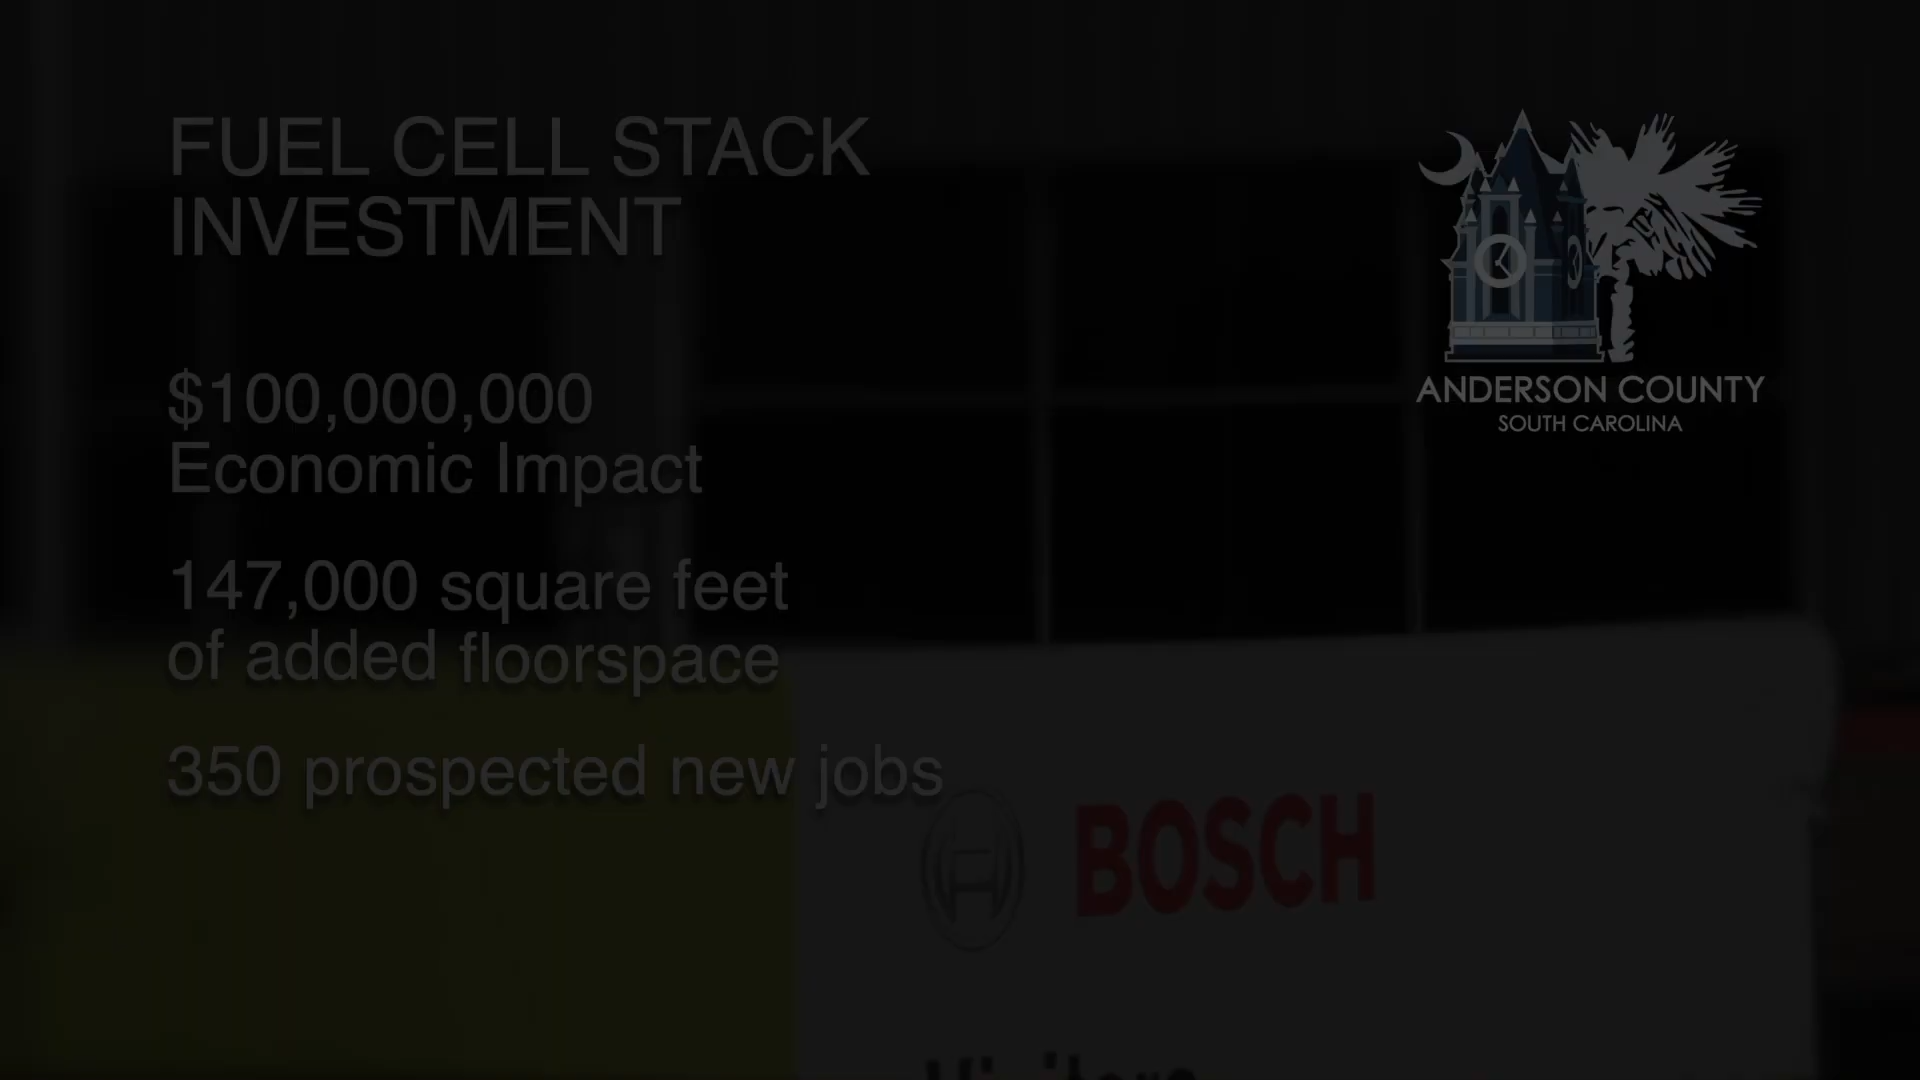 FUEL CELL STACK
INVESTMENT
$100,000,000
Economic Impact
147,000 square feet
of added floorspace
350 prospected new jobs
ANDERSON COUNTY
SOUTH CAROLINA
BOSCH